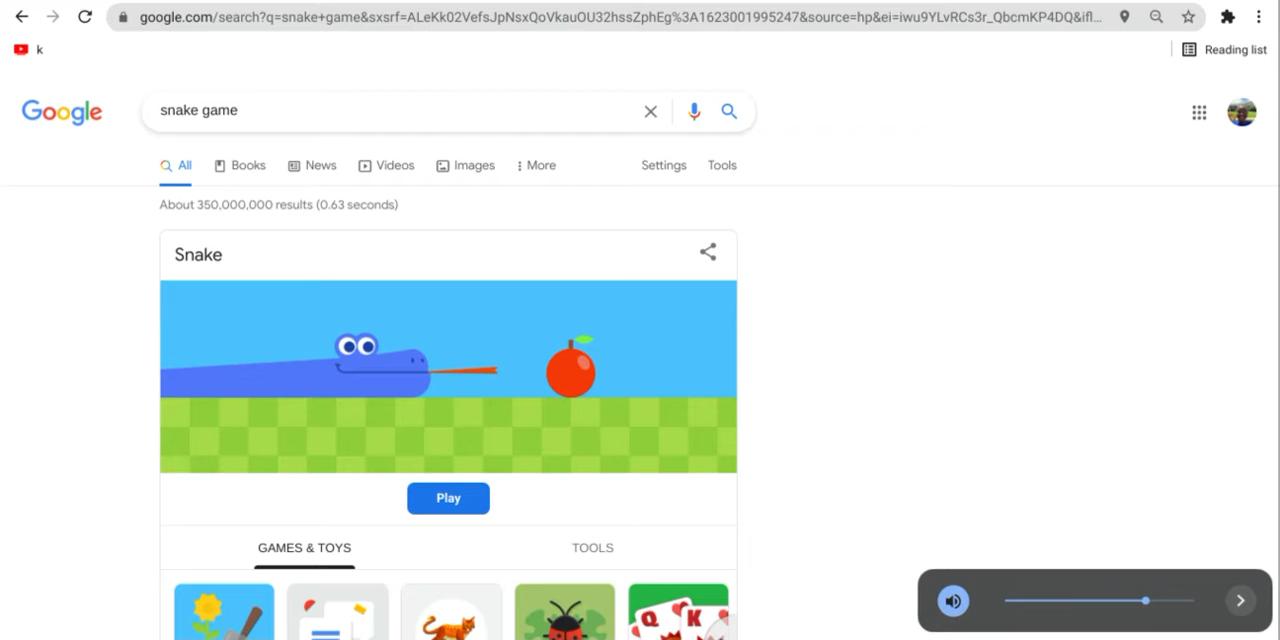 google.com/search?q=snake+game&sxsrf=ALeKk02VefsJpNsxQoVkauOU32hssZphEg%3A1623001995247&source=hp&ei=iwu9YLvRCs3r_QbcmKP4DQ&ifl...
k
Reading list
Google
snake game
All Books News Videos Images More Settings Tools
About 350,000,000 results (0.63 seconds)
Snake
Play
GAMES & TOYS TOOLS
Q K